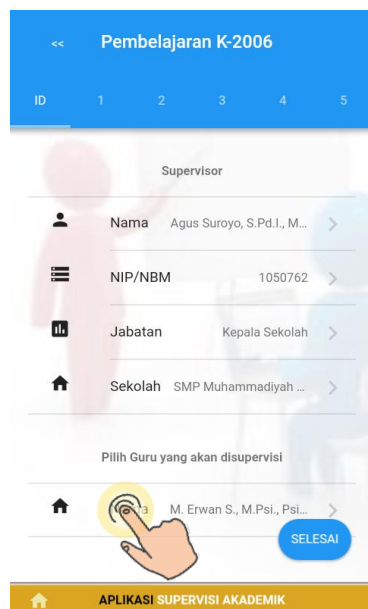 << Pembelajaran K-2006
ID 1 2 3 4 5
Supervisor
Nama Agus Suroyo, S.Pd.I., M...
NIP/NBM 1050762
Jabatan Kepala Sekolah
Sekolah SMP Muhammadiyah ...
Pilih Guru yang akan disupervisi
M. Erwan S., M.Psi., Psi...
SELESAI
APLIKASI SUPERVISI AKADEMIK